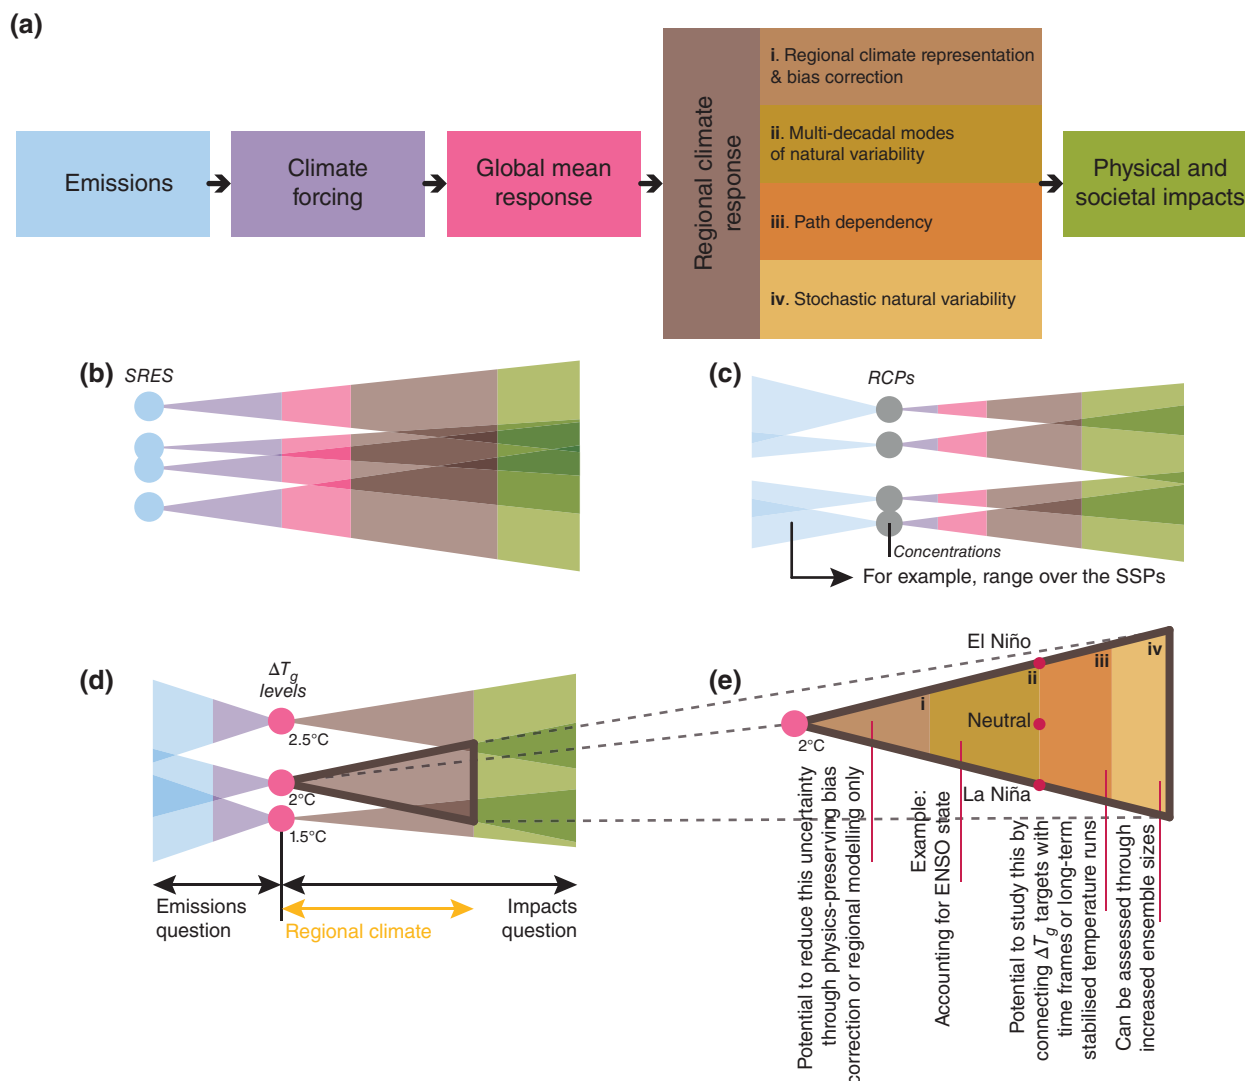 (a)
Emissions
Climate
forcing
Global mean
response
Regional climate
response
i. Regional climate representation
& bias correction
ii. Multi-decadal modes
of natural variability
iii. Path dependency
iv. Stochastic natural variability
Physical and
societal impacts
(b)
SRES
(c)
RCPs
Concentrations
For example, range over the SSPs
(d)
ΔTg
levels
2.5°C
2°C
1.5°C
Emissions
question
Regional climate
Impacts
question
(e)
El Niño
Neutral
La Niña
2°C
i
ii
iii
iv
Potential to reduce this uncertainty
through physics-preserving bias
correction or regional modelling only
Example:
Accounting for ENSO state
Potential to study this by
connecting ΔTg targets with
time frames or long-term
stabilised temperature runs
Can be assessed through
increased ensemble sizes